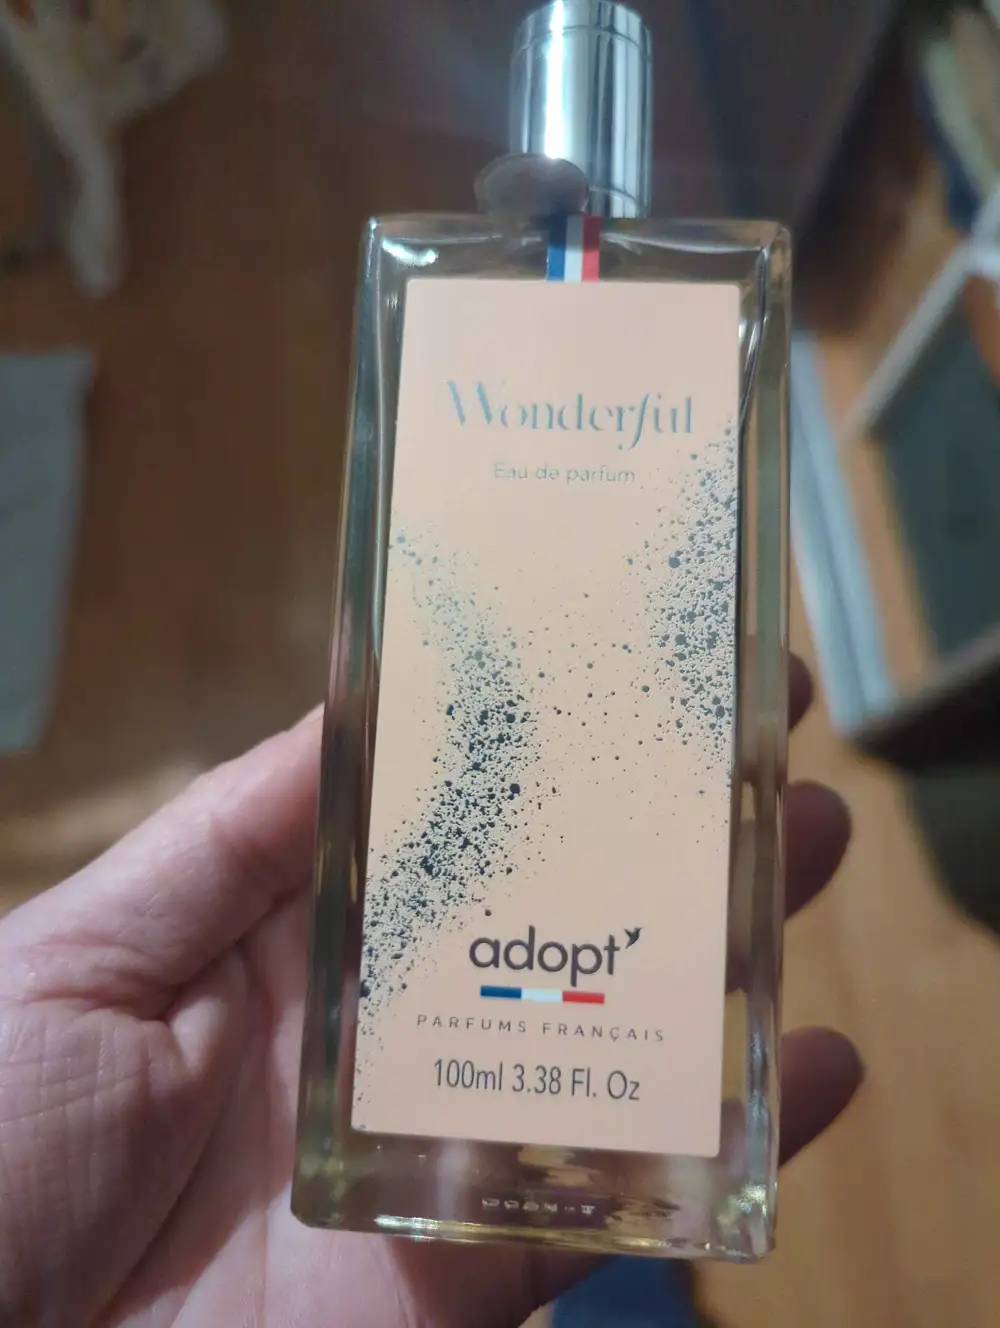 Wonderful
Eau de parfum
adopt
PARFUMS FRANÇAIS
100ml 3.38 Fl. Oz